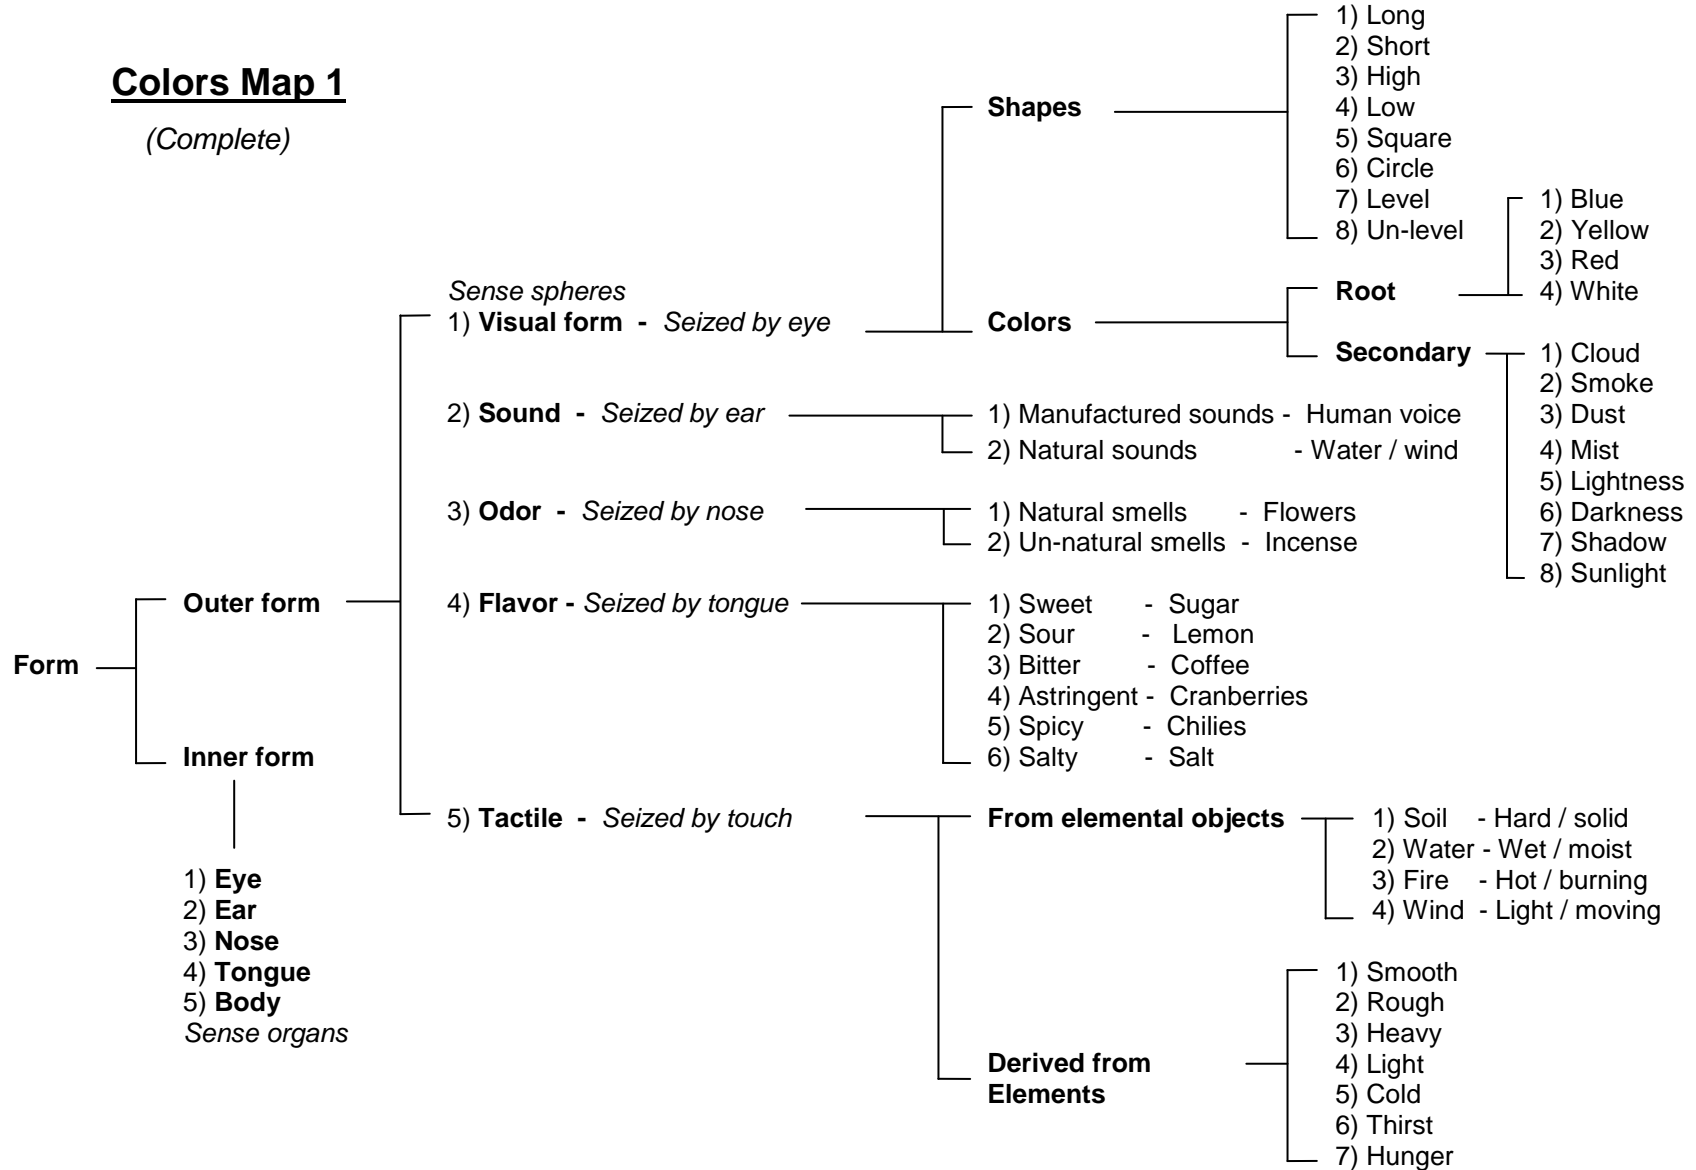 Colors Map 1
(Complete)
Form
Outer form
Inner form
1) Eye
2) Ear
3) Nose
4) Tongue
5) Body
Sense organs
Sense spheres
1) Visual form - Seized by eye
2) Sound - Seized by ear
3) Odor - Seized by nose
4) Flavor - Seized by tongue
5) Tactile - Seized by touch
Shapes
1) Long
2) Short
3) High
4) Low
5) Square
6) Circle
7) Level
8) Un-level
Colors
Root
1) Blue
2) Yellow
3) Red
4) White
Secondary
1) Cloud
2) Smoke
3) Dust
4) Mist
5) Lightness
6) Darkness
7) Shadow
8) Sunlight
1) Manufactured sounds - Human voice
2) Natural sounds - Water / wind
1) Natural smells - Flowers
2) Un-natural smells - Incense
1) Sweet - Sugar
2) Sour - Lemon
3) Bitter - Coffee
4) Astringent - Cranberries
5) Spicy - Chilies
6) Salty - Salt
From elemental objects
1) Soil - Hard / solid
2) Water - Wet / moist
3) Fire - Hot / burning
4) Wind - Light / moving
Derived from
Elements
1) Smooth
2) Rough
3) Heavy
4) Light
5) Cold
6) Thirst
7) Hunger